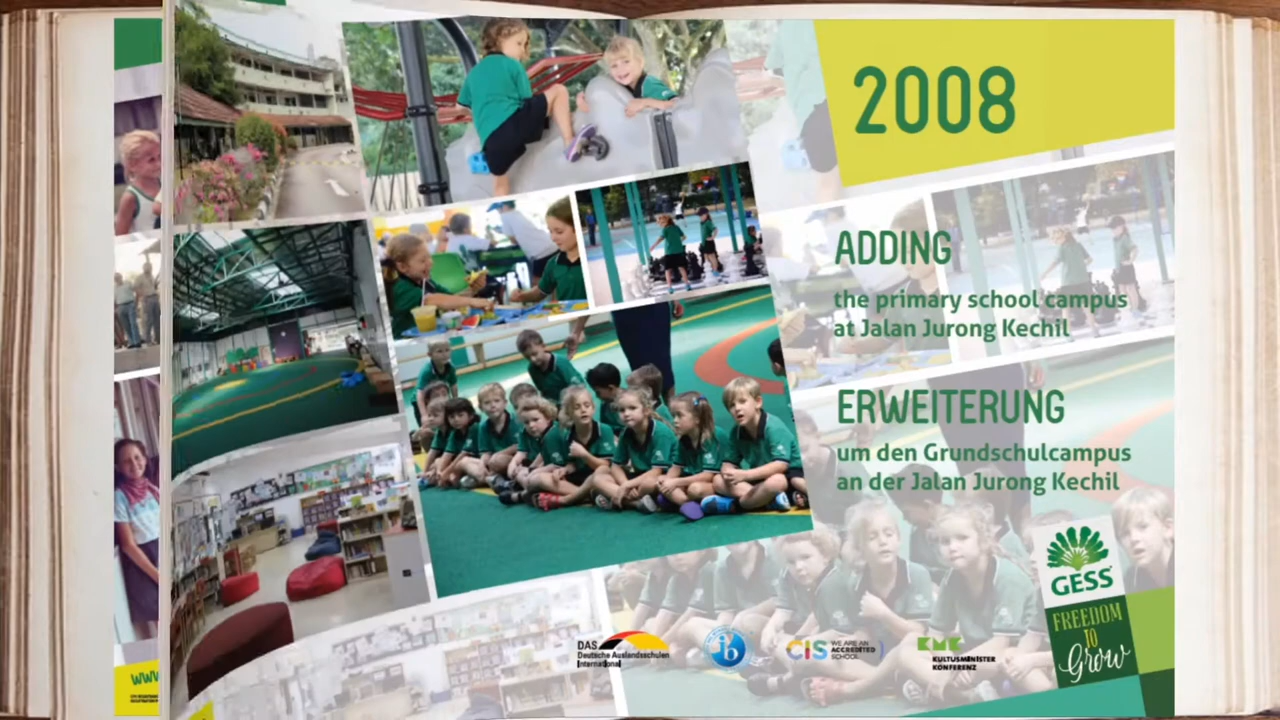 2008
ADDING
the primary school campus
at Jalan Jurong Kechil
ERWEITERUNG
um den Grundschulcampus
an der Jalan Jurong Kechil
GESS
FREEDOM
TO
Grow
DAS
Deutsche Auslandsschulen
International
CIS WE ARE AN
ACCREDITED
SCHOOL
KMK
KULTUSMINISTER
KONFERENZ
www